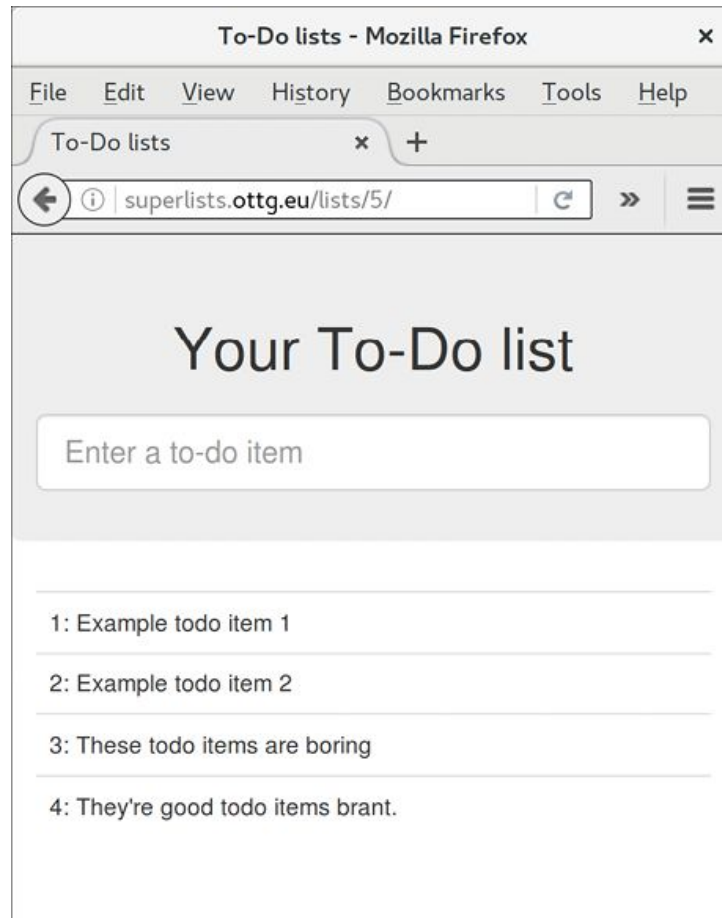 To-Do lists - Mozilla Firefox
File Edit View History Bookmarks Tools Help
To-Do lists
superlists.ottg.eu/lists/5/
Your To-Do list
Enter a to-do item
1: Example todo item 1
2: Example todo item 2
3: These todo items are boring
4: They're good todo items brant.